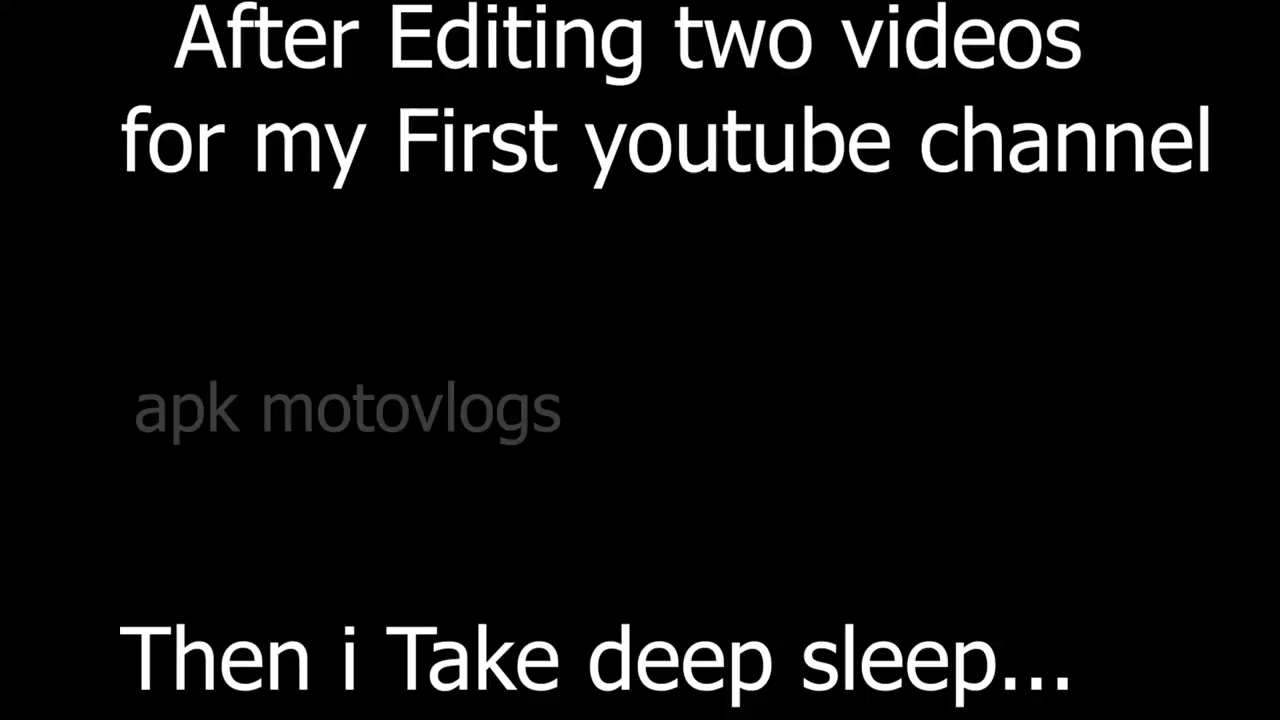 After Editing two videos
for my First youtube channel
apk motovlogs
Then i Take deep sleep...